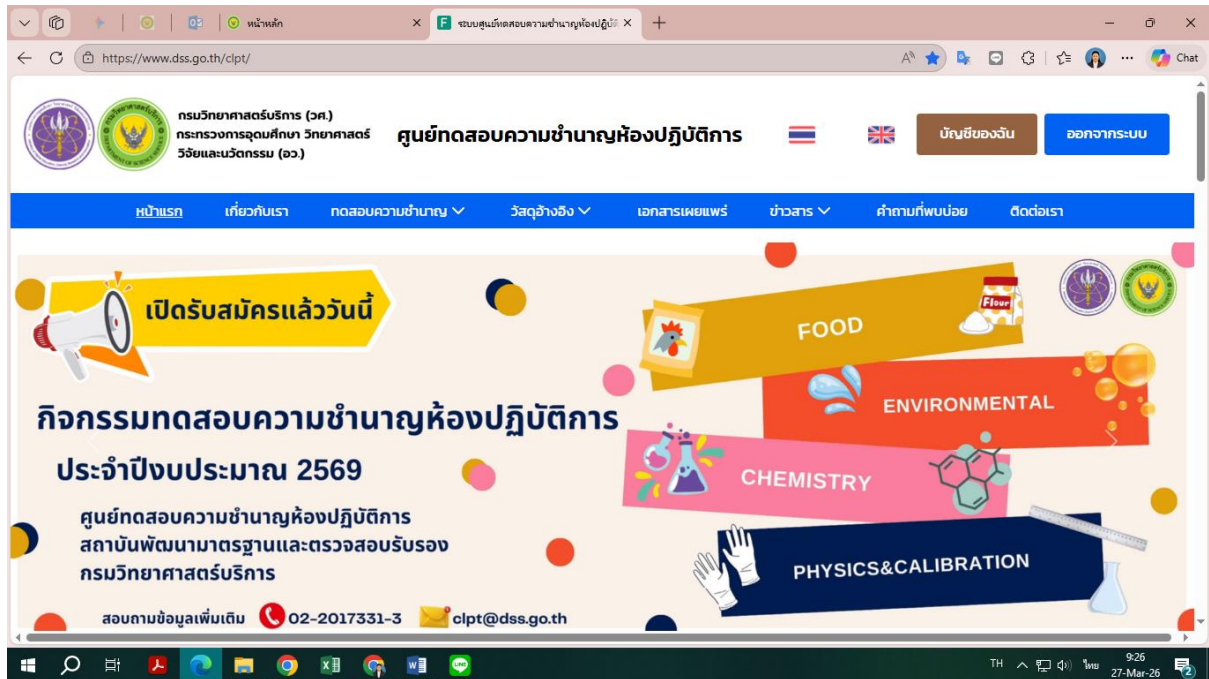 หน้าหลัก
ระบบศูนย์ทดสอบความชำนาญห้องปฏิบัติ
https://www.dss.go.th/clpt/
Chat
กรมวิทยาศาสตร์บริการ (วศ.)
กระทรวงการอุดมศึกษา วิทยาศาสตร์
วิจัยและนวัตกรรม (อว.)
ศูนย์ทดสอบความชำนาญห้องปฏิบัติการ
บัญชีของฉัน
ออกจากระบบ
หน้าแรก เกี่ยวกับเรา ทดสอบความชำนาญ วัสดุอ้างอิง เอกสารเผยแพร่ ข่าวสาร คำถามที่พบบ่อย ติดต่อเรา
เปิดรับสมัครแล้ววันนี้
กิจกรรมทดสอบความชำนาญห้องปฏิบัติการ
ประจำปีงบประมาณ 2569
ศูนย์ทดสอบความชำนาญห้องปฏิบัติการ
สถาบันพัฒนามาตรฐานและตรวจสอบรับรอง
กรมวิทยาศาสตร์บริการ
สอบถามข้อมูลเพิ่มเติม 02-2017331-3 clpt@dss.go.th
Flour
FOOD
ENVIRONMENTAL
CHEMISTRY
PHYSICS&CALIBRATION
TH ไทย 9:26
27-Mar-26
2